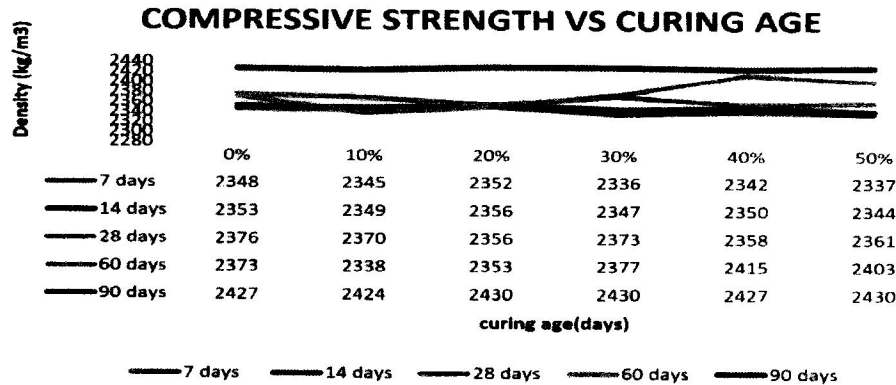 COMPRESSIVE STRENGTH VS CURING AGE
Density (kg/m3)
2440
2420
2400
2380
2360
2340
2320
2300
2280
0% 10% 20% 30% 40% 50%
7 days 2348 2345 2352 2336 2342 2337
14 days 2353 2349 2356 2347 2350 2344
28 days 2376 2370 2356 2373 2358 2361
60 days 2373 2338 2353 2377 2415 2403
90 days 2427 2424 2430 2430 2427 2430
curing age(days)
7 days 14 days 28 days 60 days 90 days